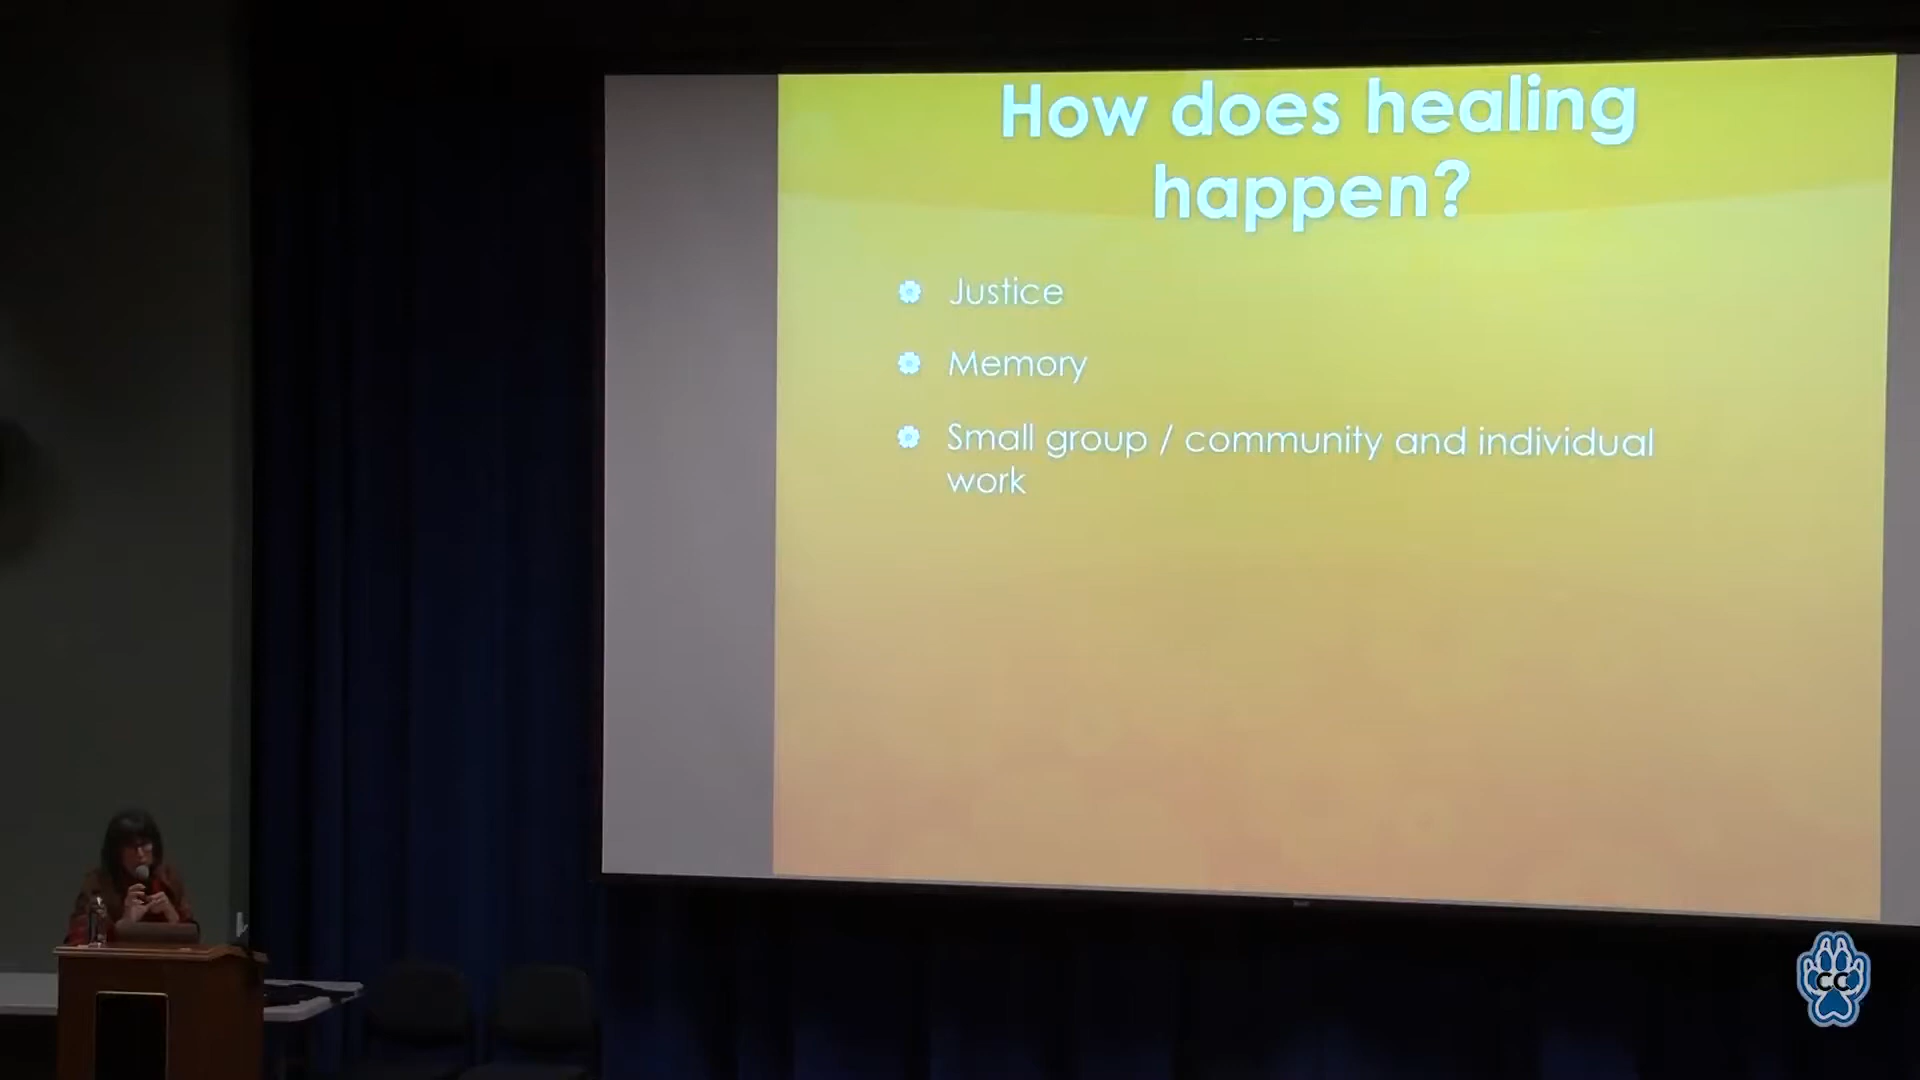 How does healing
happen?
Justice
Memory
Small group / community and individual
work
CC